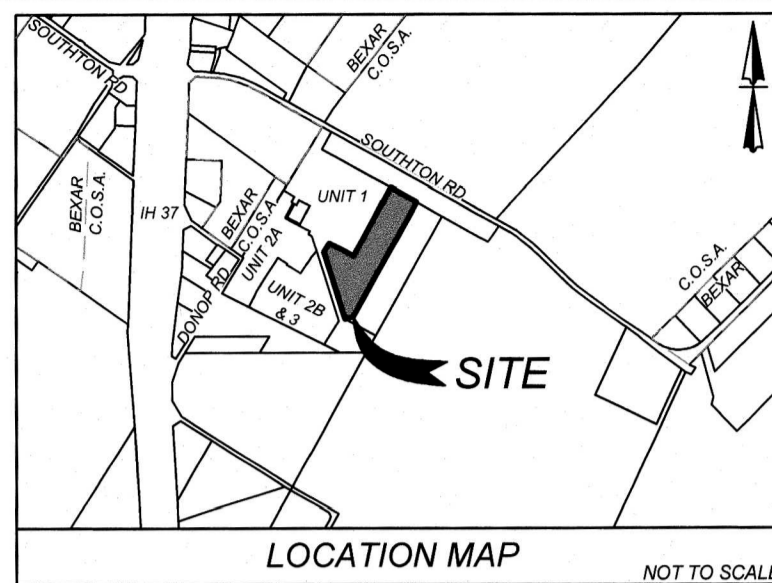 SOUTHTON RD
BEXAR
C.O.S.A.
SOUTHTON RD
UNIT 1
BEXAR
C.O.S.A.
IH 37
BEXAR
C.O.S.A
UNIT 2A
DONOP RD
UNIT 2B
& 3
C.O.S.A.
BEXAR
SITE
LOCATION MAP
NOT TO SCALE